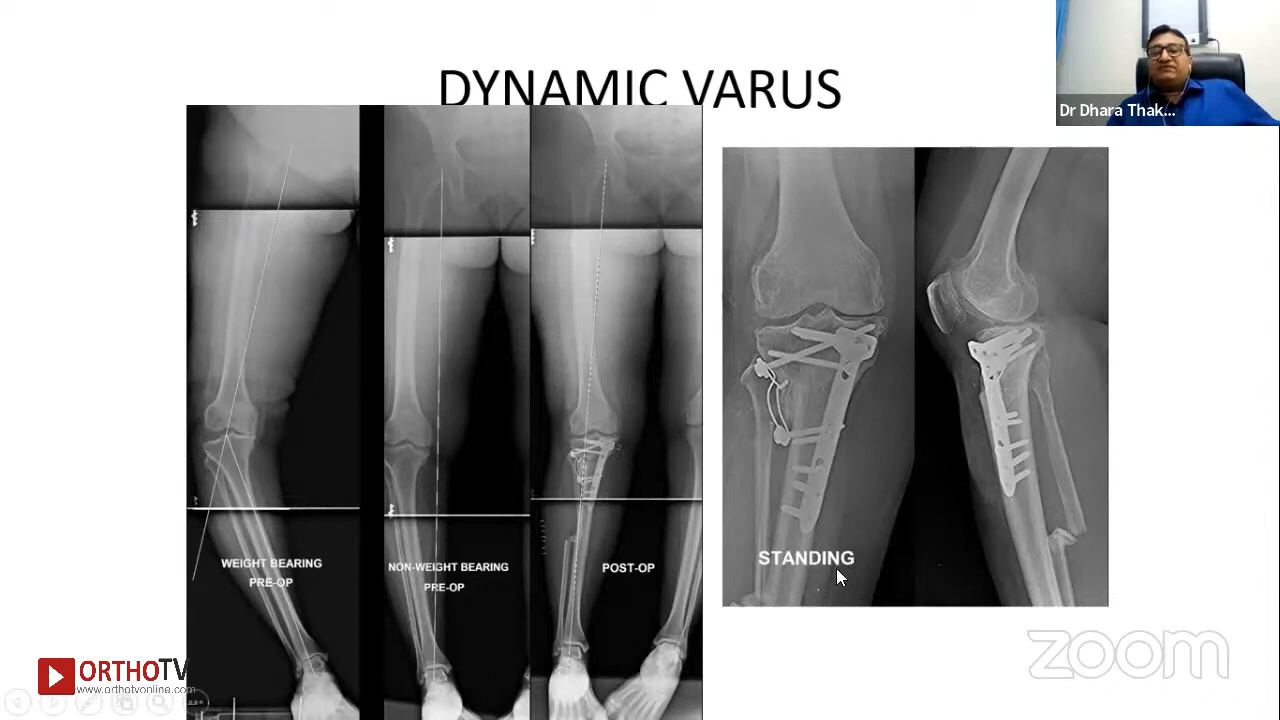 DYNAMIC VARUS
Dr Dhara Thak...
WEIGHT BEARING
PRE-OP
NON-WEIGHT BEARING
PRE-OP
POST-OP
STANDING
ORTHOTV
www.orthotvonline.com
zoom